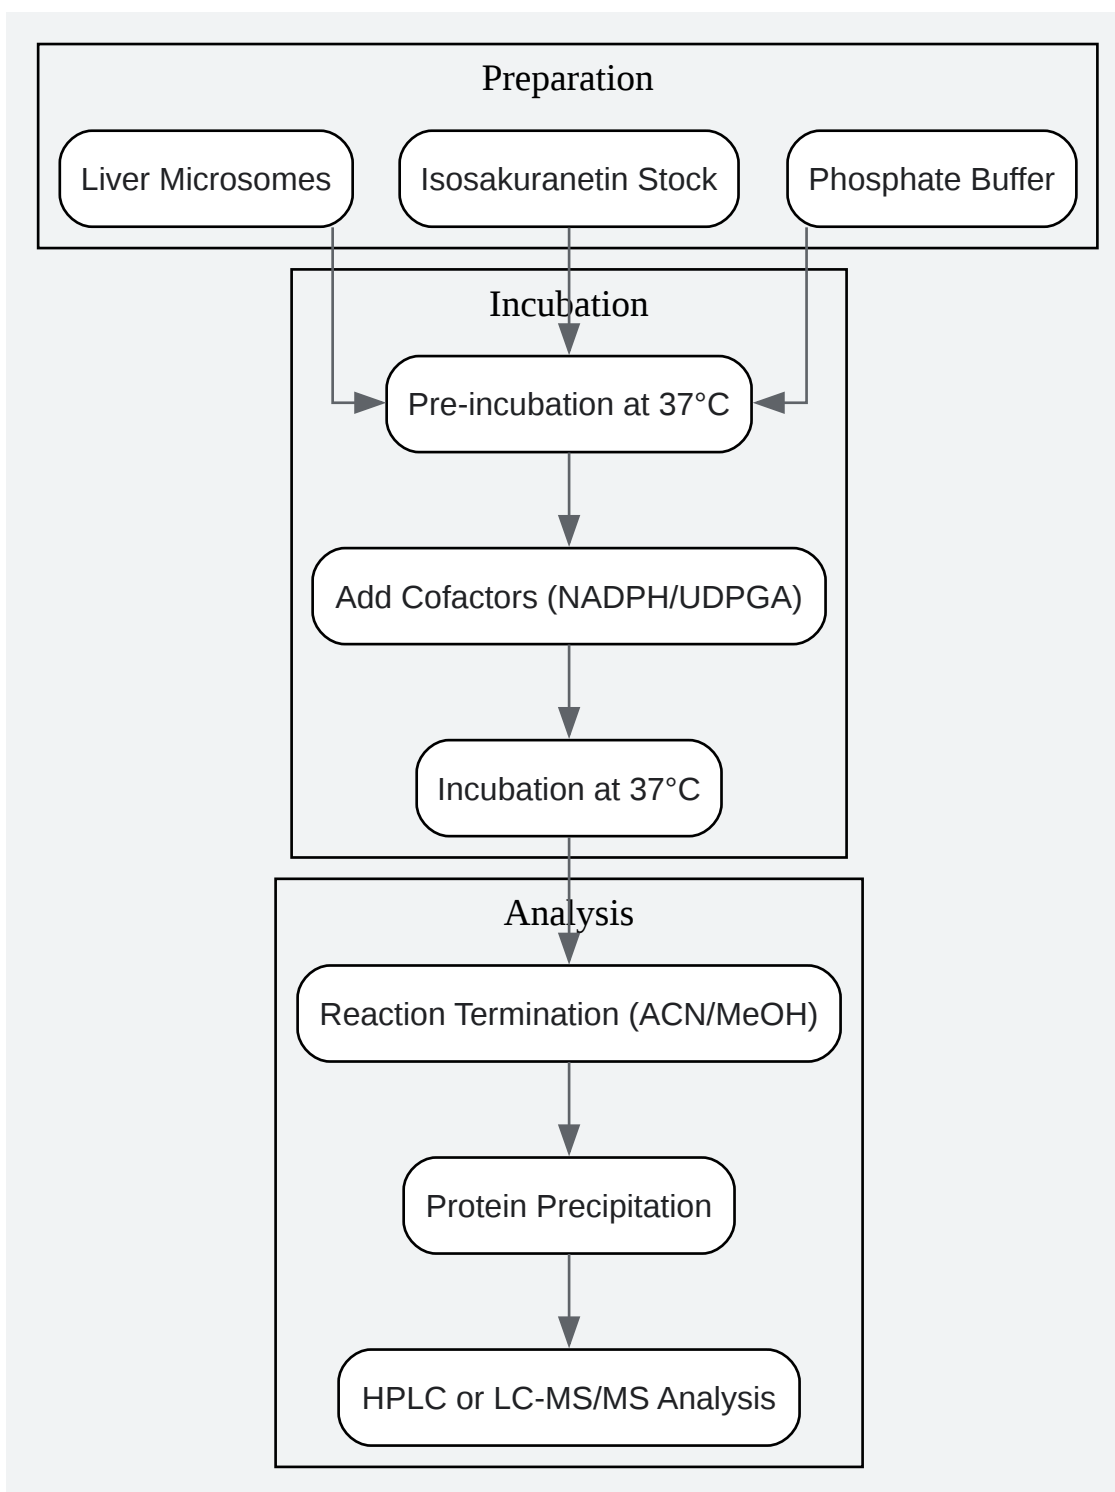 Preparation
Liver Microsomes
Isosakuranetin Stock
Phosphate Buffer
Incubation
Pre-incubation at 37°C
Add Cofactors (NADPH/UDPGA)
Incubation at 37°C
Analysis
Reaction Termination (ACN/MeOH)
Protein Precipitation
HPLC or LC-MS/MS Analysis